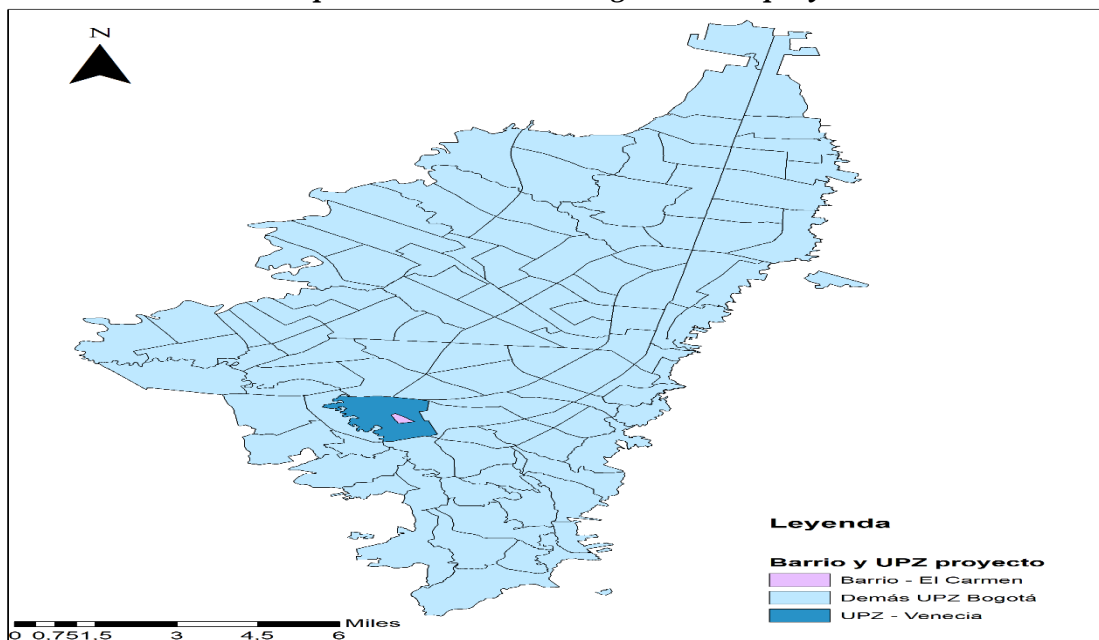 N
Leyenda
Barrio y UPZ proyecto
Barrio - El Carmen
Demás UPZ Bogotá
UPZ - Venecia
Miles
0 0,751,5 3 4,5 6